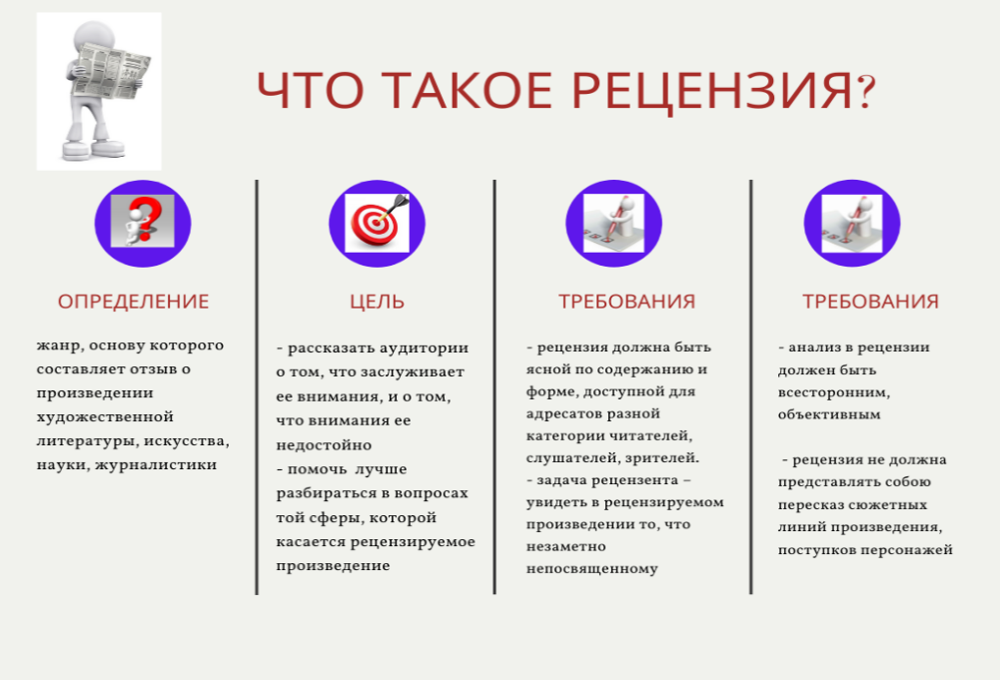 ЧТО ТАКОЕ РЕЦЕНЗИЯ?
ОПРЕДЕЛЕНИЕ
жанр, основу которого
составляет отзыв о
произведении
художественной
литературы, искусства,
науки, журналистики
ЦЕЛЬ
- рассказать аудитории
о том, что заслуживает
ее внимания, и о том,
что внимания ее
недостойно
- помочь лучше
разбираться в вопросах
той сферы, которой
касается рецензируемое
произведение
ТРЕБОВАНИЯ
- рецензия должна быть
ясной по содержанию и
форме, доступной для
адресатов разной
категории читателей,
слушателей, зрителей.
- задача рецензента –
увидеть в рецензируемом
произведении то, что
незаметно
непосвященному
ТРЕБОВАНИЯ
- анализ в рецензии
должен быть
всесторонним,
объективным
- рецензия не должна
представлять собою
пересказ сюжетных
линий произведения,
поступков персонажей